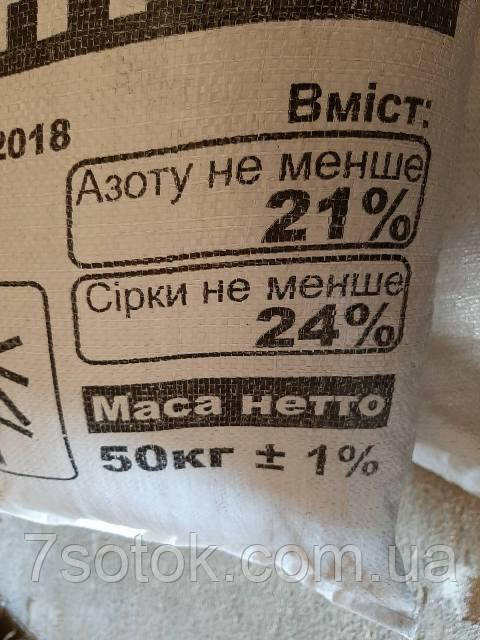 Вміст:
2018
Азоту не менше
21%
Сірки не менше
24%
Маса нетто
50кг ± 1%
7sotok.com.ua